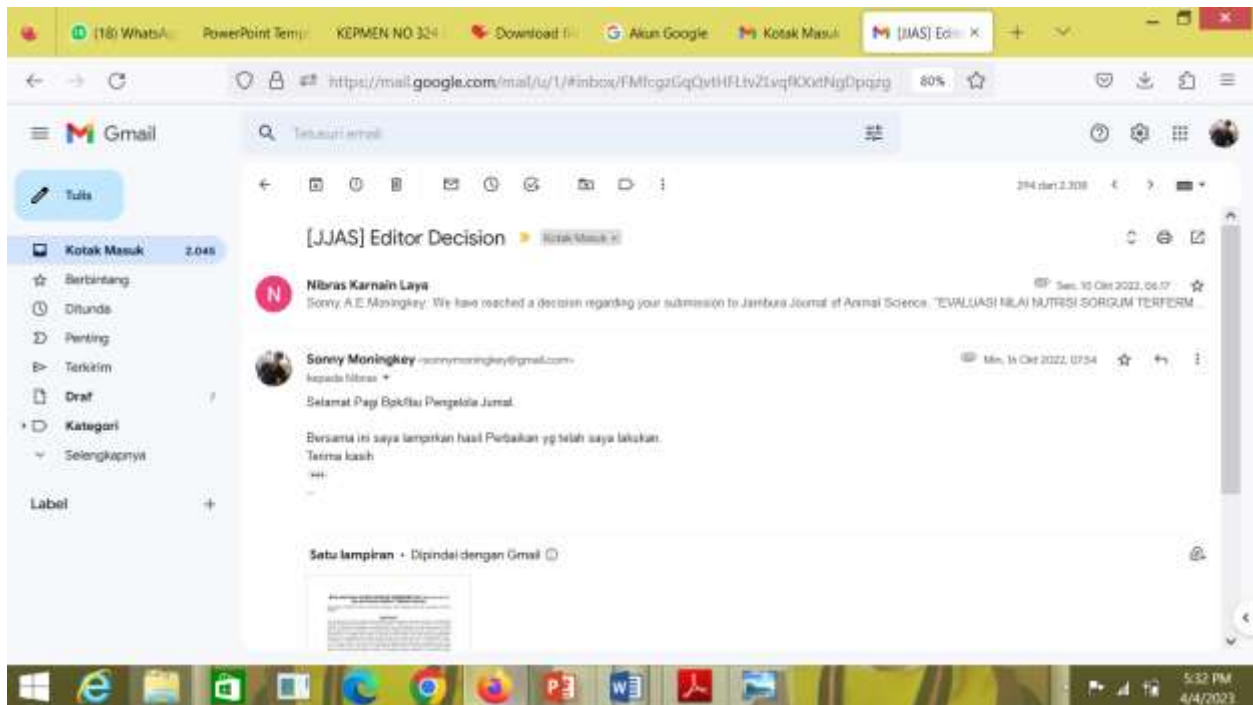 (18) WhatsA
PowerPoint Temp
KEPMEN NO 324
Download fi
Akun Google
Kotak Masuk
[JJAS] Edit
https://mail.google.com/mail/u/1/#inbox/
80%
Gmail
Telusuri email
Tulis
294 dari 2.308
[JJAS] Editor Decision
Kotak Masuk x
Kotak Masuk 2.045
Berbintang
Ditunda
Penting
Terkirim
Draf 7
Kategori
Selengkapnya
Label +
N
Nibras Karnain Laya
Sen, 10 Okt 2022, 06.17
Sonny. A.E Moningkey: We have reached a decision regarding your submission to Jambura Journal of Animal Science. "EVALUASI NILAI NUTRISI SORGUM TERFERM...
Sonny Moningkey <sonnymoningkey@gmail.com>
Min, 16 Okt 2022, 07.54
kepada Nibras
Selamat Pagi Bpk/Ibu Pengelola Jurnal.
Bersama ini saya lampirkan hasil Perbaikan yg telah saya lakukan.
Terima kasih
Satu lampiran • Dipindai dengan Gmail
5:32 PM
4/4/2023